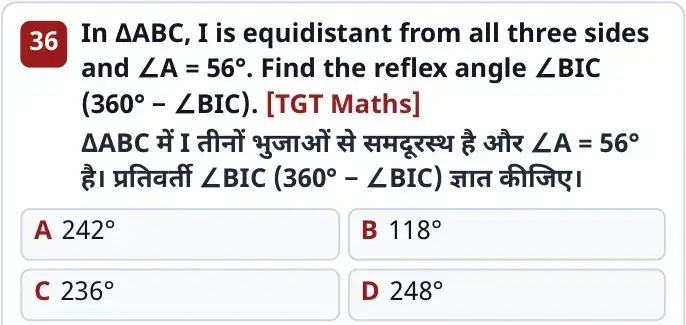 36 In ΔABC, I is equidistant from all three sides
and ∠A = 56°. Find the reflex angle ∠BIC
(360° − ∠BIC). [TGT Maths]
ΔABC में I तीनों भुजाओं से समदूरस्थ है और ∠A = 56°
है। प्रतिवर्ती ∠BIC (360° − ∠BIC) ज्ञात कीजिए।
A 242° B 118°
C 236° D 248°